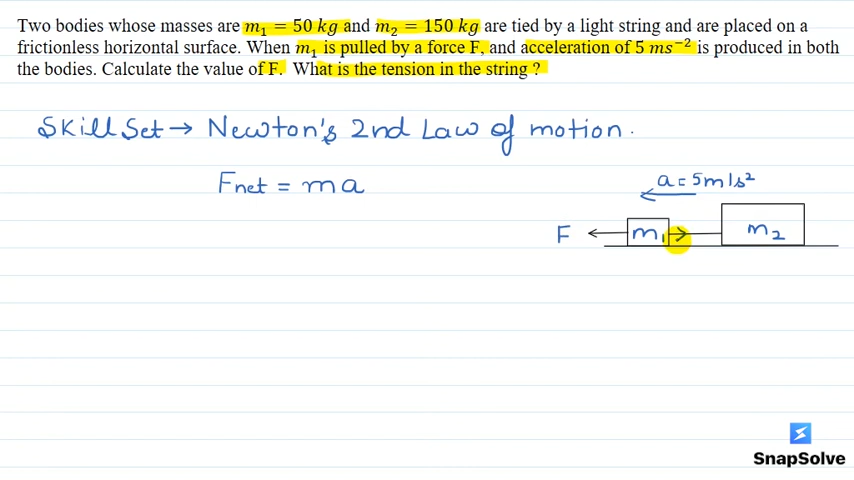 Two bodies whose masses are m₁ = 50 kg and m₂ = 150 kg are tied by a light string and are placed on a
frictionless horizontal surface. When m₁ is pulled by a force F, and acceleration of 5 ms⁻² is produced in both
the bodies. Calculate the value of F. What is the tension in the string ?
Skill Set → Newton's 2nd Law of motion.
Fnet = ma
a = 5m/s²
F ← m₁ → m₂
SnapSolve